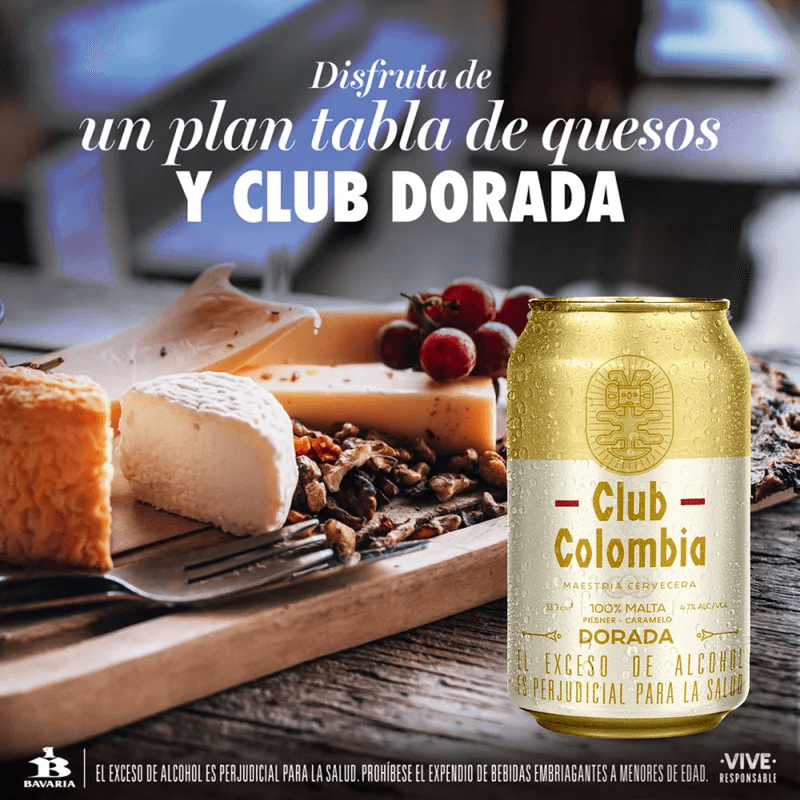 Disfruta de
un plan tabla de quesos
Y CLUB DORADA
Club
Colombia
MAESTRÍA CERVECERA
330 cm³ | 100% MALTA | 4.7% ALC/VOL
PILSNER - CARAMELO
DORADA
EL EXCESO DE ALCOHOL
ES PERJUDICIAL PARA LA SALUD
BAVARIA
EL EXCESO DE ALCOHOL ES PERJUDICIAL PARA LA SALUD. PROHÍBESE EL EXPENDIO DE BEBIDAS EMBRIAGANTES A MENORES DE EDAD.
·VIVE·
RESPONSABLE